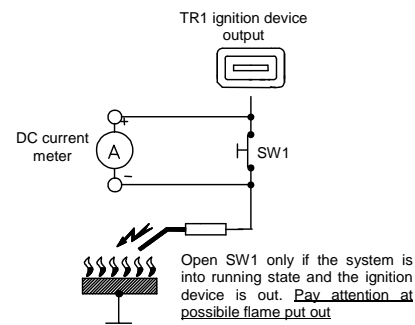 TR1 ignition device
output
DC current
meter
+
A
−
SW1
Open SW1 only if the system is
into running state and the ignition
device is out. Pay attention at
possibile flame put out